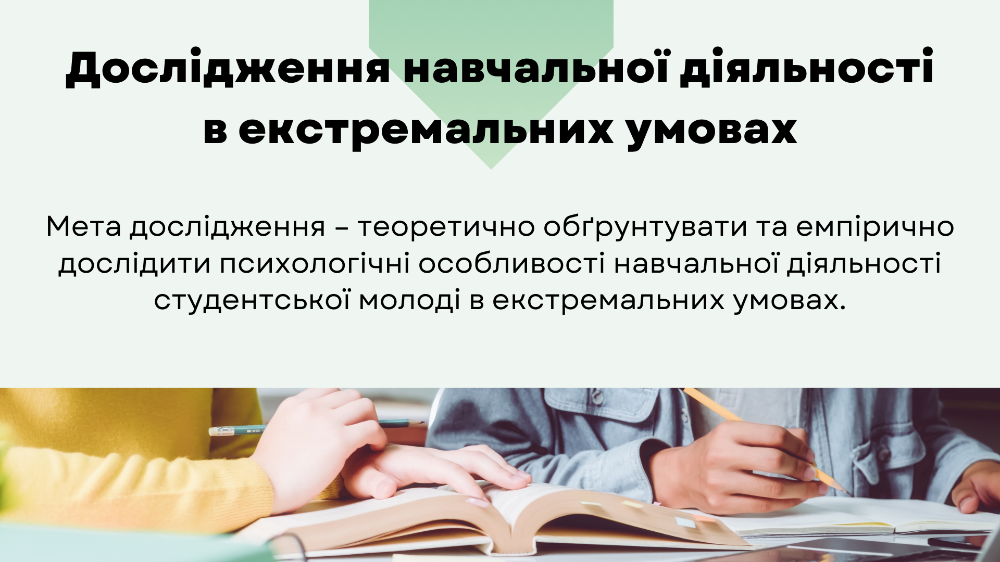 Дослідження навчальної діяльності
в екстремальних умовах
Мета дослідження – теоретично обґрунтувати та емпірично
дослідити психологічні особливості навчальної діяльності
студентської молоді в екстремальних умовах.